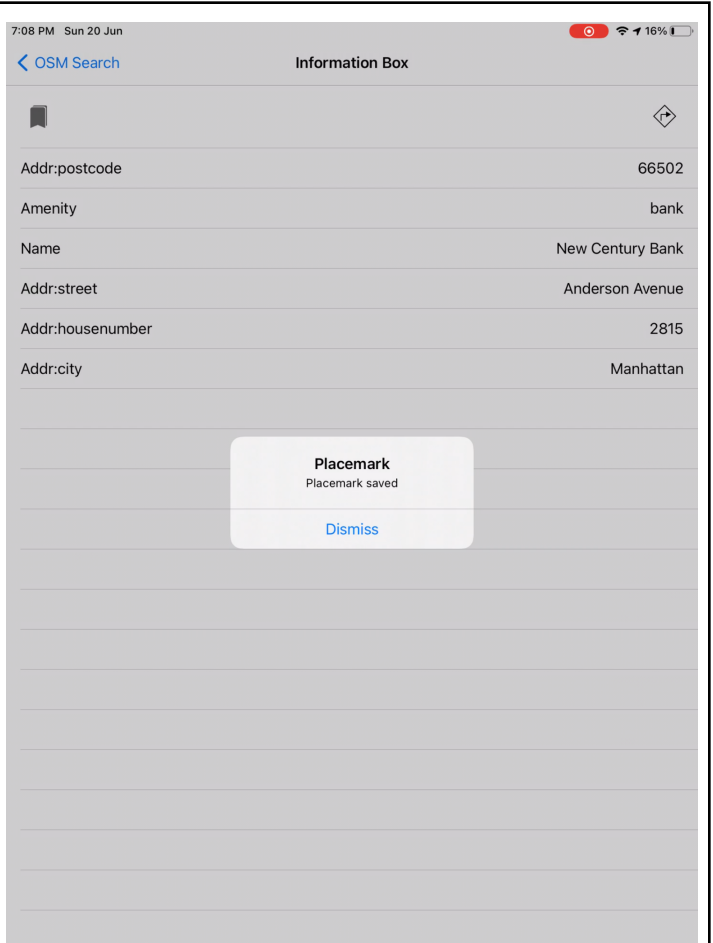 7:08 PM Sun 20 Jun 16%
OSM Search Information Box
Addr:postcode 66502
Amenity bank
Name New Century Bank
Addr:street Anderson Avenue
Addr:housenumber 2815
Addr:city Manhattan
Placemark
Placemark saved
Dismiss